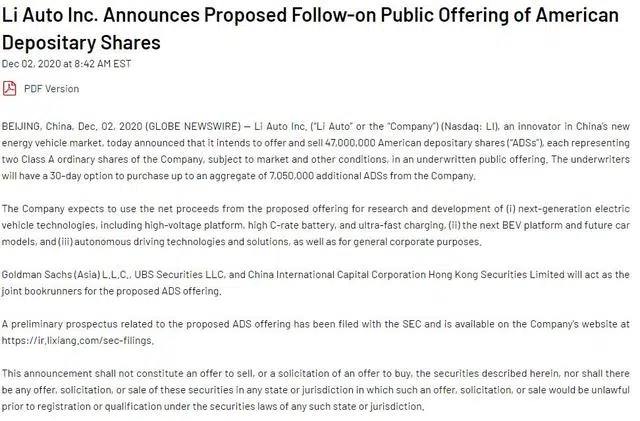 Li Auto Inc. Announces Proposed Follow-on Public Offering of American
Depositary Shares
Dec 02, 2020 at 8:42 AM EST
PDF Version
BEIJING, China, Dec. 02, 2020 (GLOBE NEWSWIRE) — Li Auto Inc. (“Li Auto” or the “Company”) (Nasdaq: LI), an innovator in China’s new
energy vehicle market, today announced that it intends to offer and sell 47,000,000 American depositary shares (“ADSs”), each representing
two Class A ordinary shares of the Company, subject to market and other conditions, in an underwritten public offering. The underwriters
will have a 30-day option to purchase up to an aggregate of 7,050,000 additional ADSs from the Company.
The Company expects to use the net proceeds from the proposed offering for research and development of (i) next-generation electric
vehicle technologies, including high-voltage platform, high C-rate battery, and ultra-fast charging, (ii) the next BEV platform and future car
models, and (iii) autonomous driving technologies and solutions, as well as for general corporate purposes.
Goldman Sachs (Asia) L.L.C., UBS Securities LLC, and China International Capital Corporation Hong Kong Securities Limited will act as the
joint bookrunners for the proposed ADS offering.
A preliminary prospectus related to the proposed ADS offering has been filed with the SEC and is available on the Company’s website at
https://ir.lixiang.com/sec-filings.
This announcement shall not constitute an offer to sell, or a solicitation of an offer to buy, the securities described herein, nor shall there
be any offer, solicitation, or sale of these securities in any state or jurisdiction in which such an offer, solicitation, or sale would be unlawful
prior to registration or qualification under the securities laws of any such state or jurisdiction.